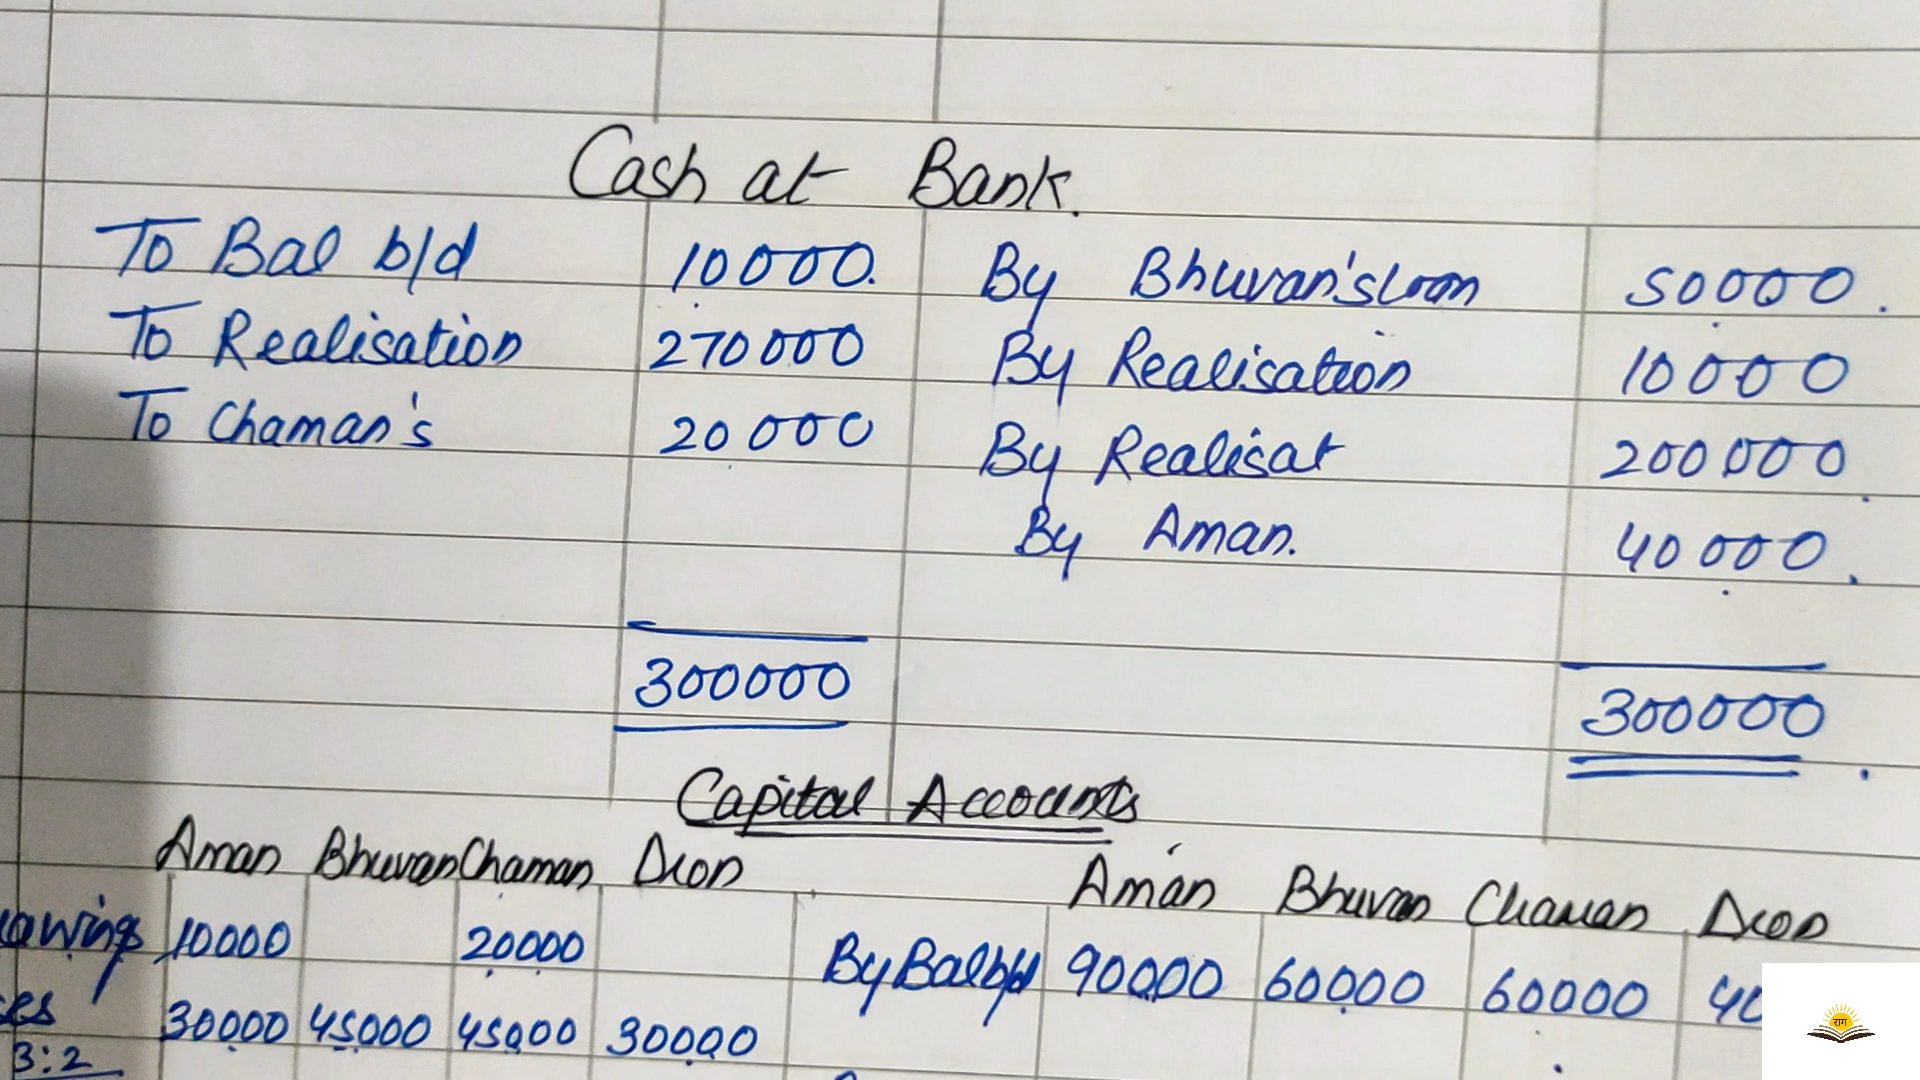 Cash at Bank.
To Bal b/d 10000. By Bhuvan's Loan 50000.
To Realisation 270000 By Realisation 10000
To Chaman's 20000 By Realisat 200000
By Aman. 40000.
300000 300000
Capital Accounts
Aman Bhuvan Chaman Aman Bhuvan Chaman
awings 10000 20000 By Bal b/d 90000 60000 60000 40
es 30000 45000 45000 30000
3:2
राम